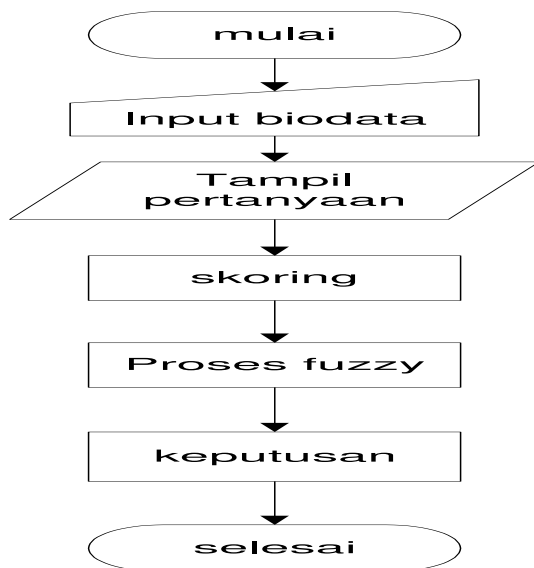 mulai
Input biodata
Tampil
pertanyaan
skoring
Proses fuzzy
keputusan
selesai